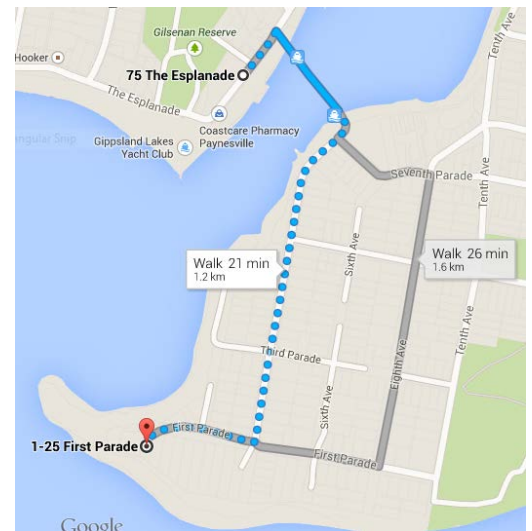 Gilsenan Reserve
Hooker
75 The Esplanade
The Esplanade
Coastcare Pharmacy
Paynesville
Gippsland Lakes
Yacht Club
Tenth Ave
Tenth Ave
Seventh Parade
Walk 21 min
1.2 km
Sixth Ave
Walk 26 min
1.6 km
Third Parade
Eighth Ave
Tenth Ave
Sixth Ave
First Parade
1-25 First Parade
First Parade
Google